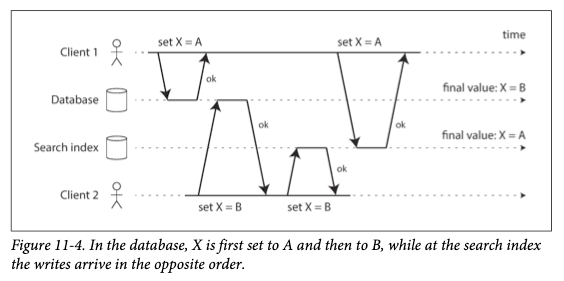 set X = A
set X = A
time
Client 1
ok
Database
final value: X = B
ok
ok
Search index
final value: X = A
ok
Client 2
set X = B
set X = B
Figure 11-4. In the database, X is first set to A and then to B, while at the search index
the writes arrive in the opposite order.